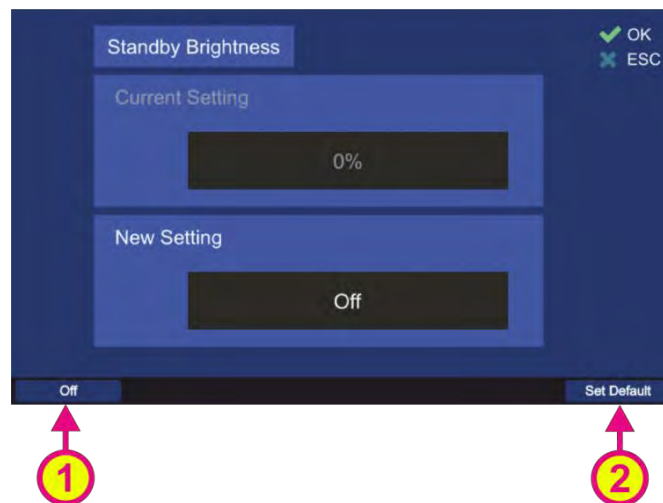 Standby Brightness
OK
ESC
Current Setting
0%
New Setting
Off
Off
Set Default
1
2